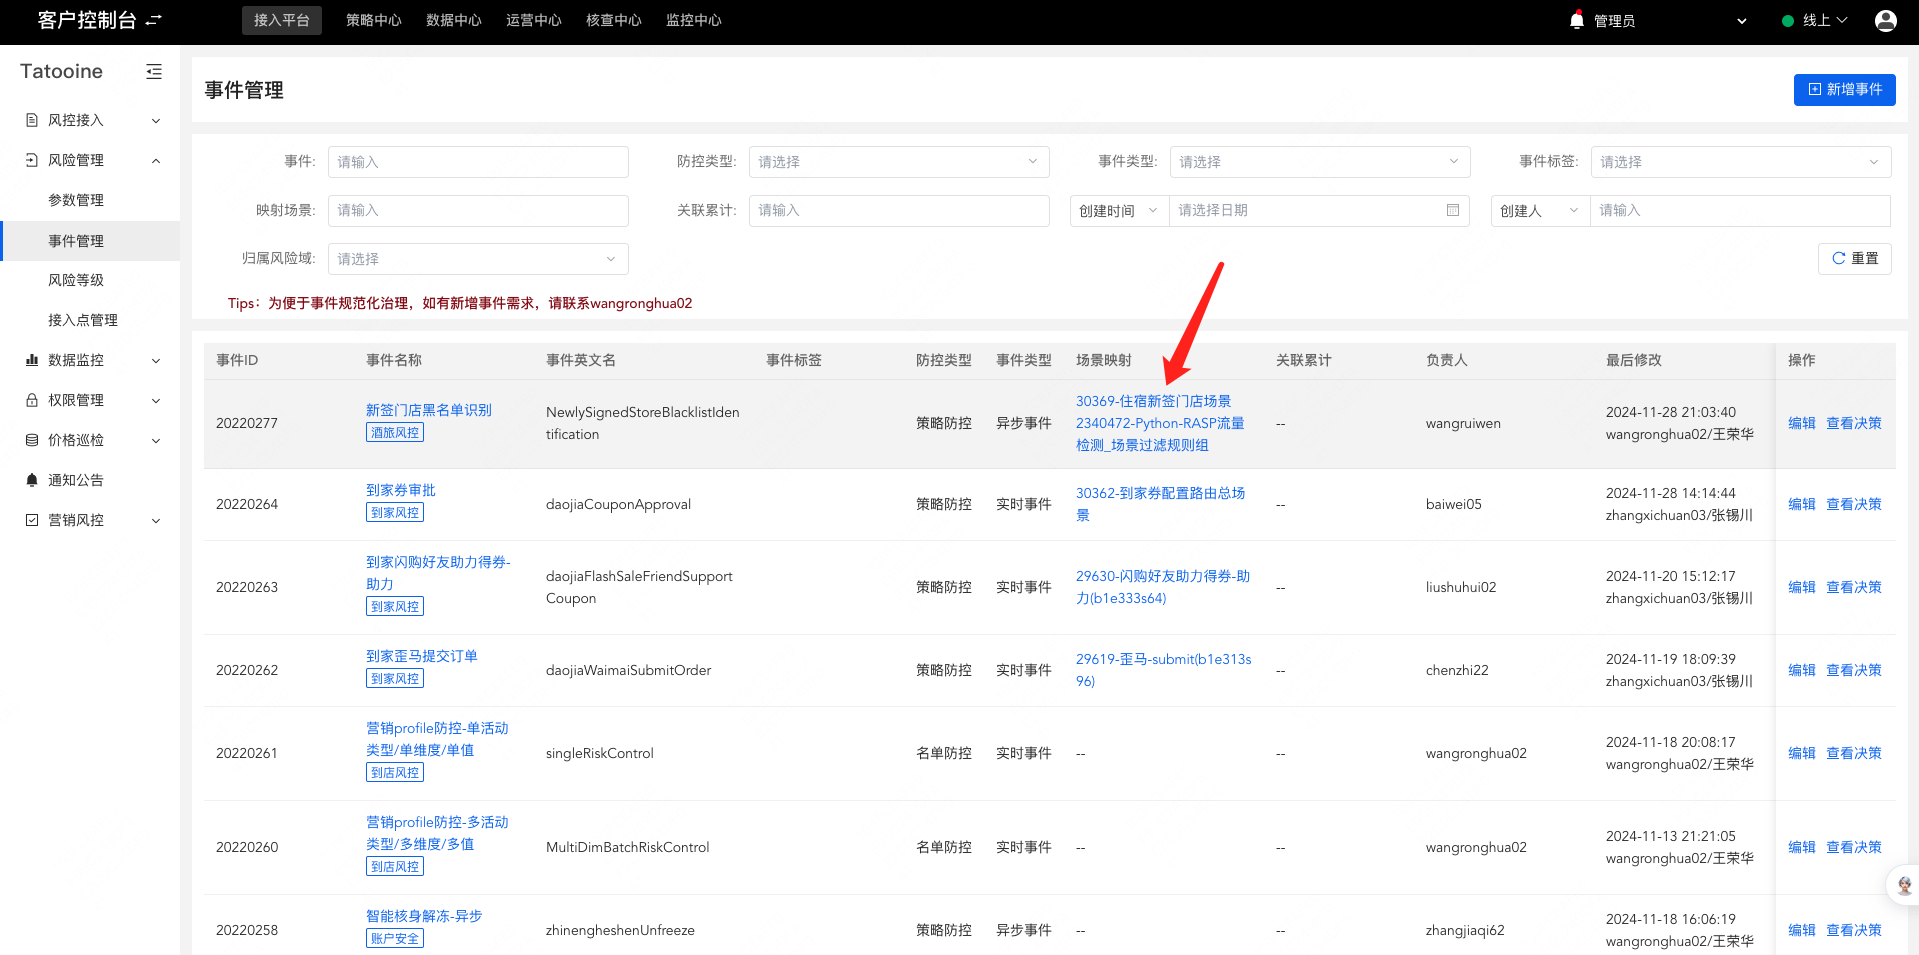 客户控制台
接入平台 策略中心 数据中心 运营中心 核查中心 监控中心
管理员
线上
Tatooine
风控接入
风险管理
参数管理
事件管理
风险等级
接入点管理
数据监控
权限管理
价格巡检
通知公告
营销风控
事件管理
新增事件
事件: 请输入 防控类型: 请选择 事件类型: 请选择 事件标签: 请选择
映射场景: 请输入 关联累计: 请输入 创建时间 请选择日期 创建人 请输入
归属风险域: 请选择 重置
Tips：为便于事件规范化治理，如有新增事件需求，请联系wangronghua02
事件ID 事件名称 事件英文名 事件标签 防控类型 事件类型 场景映射 关联累计 负责人 最后修改 操作
20220277
新签门店黑名单识别
酒旅风控
NewlySignedStoreBlacklistIden
tification
策略防控 异步事件
30369-住宿新签门店场景
2340472-Python-RASP流量
检测_场景过滤规则组
-- wangruiwen
2024-11-28 21:03:40
wangronghua02/王荣华
编辑 查看决策
20220264
到家券审批
到家风控
daojiaCouponApproval
策略防控 实时事件
30362-到家券配置路由总场
景
-- baiwei05
2024-11-28 14:14:44
zhangxichuan03/张锡川
编辑 查看决策
20220263
到家闪购好友助力得券-
助力
到家风控
daojiaFlashSaleFriendSupport
Coupon
策略防控 实时事件
29630-闪购好友助力得券-助
力(b1e333s64)
-- liushuhui02
2024-11-20 15:12:17
zhangxichuan03/张锡川
编辑 查看决策
20220262
到家歪马提交订单
到家风控
daojiaWaimaiSubmitOrder
策略防控 实时事件
29619-歪马-submit(b1e313s
96)
-- chenzhi22
2024-11-19 18:09:39
zhangxichuan03/张锡川
编辑 查看决策
20220261
营销profile防控-单活动
类型/单维度/单值
到店风控
singleRiskControl
名单防控 实时事件 -- -- wangronghua02
2024-11-18 20:08:17
wangronghua02/王荣华
编辑 查看决策
20220260
营销profile防控-多活动
类型/多维度/多值
到店风控
MultiDimBatchRiskControl
名单防控 实时事件 -- -- wangronghua02
2024-11-13 21:21:05
wangronghua02/王荣华
编辑 查看决策
20220258
智能核身解冻-异步
账户安全
zhinengheshenUnfreeze
策略防控 异步事件 -- -- zhangjiaqi62
2024-11-18 16:06:19
wangronghua02/王荣华
编辑 查看决策